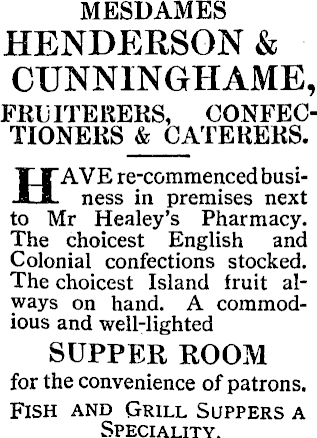 MESDAMES
HENDERSON &
CUNNINGHAME,
FRUITERERS, CONFEC-
TIONERS & CATERERS.
HAVE re-commenced busi-
ness in premises next
to Mr Healey's Pharmacy.
The choicest English and
Colonial confections stocked.
The choicest Island fruit al-
ways on hand. A commod-
ious and well-lighted
SUPPER ROOM
for the convenience of patrons.
FISH AND GRILL SUPPERS A
SPECIALITY.